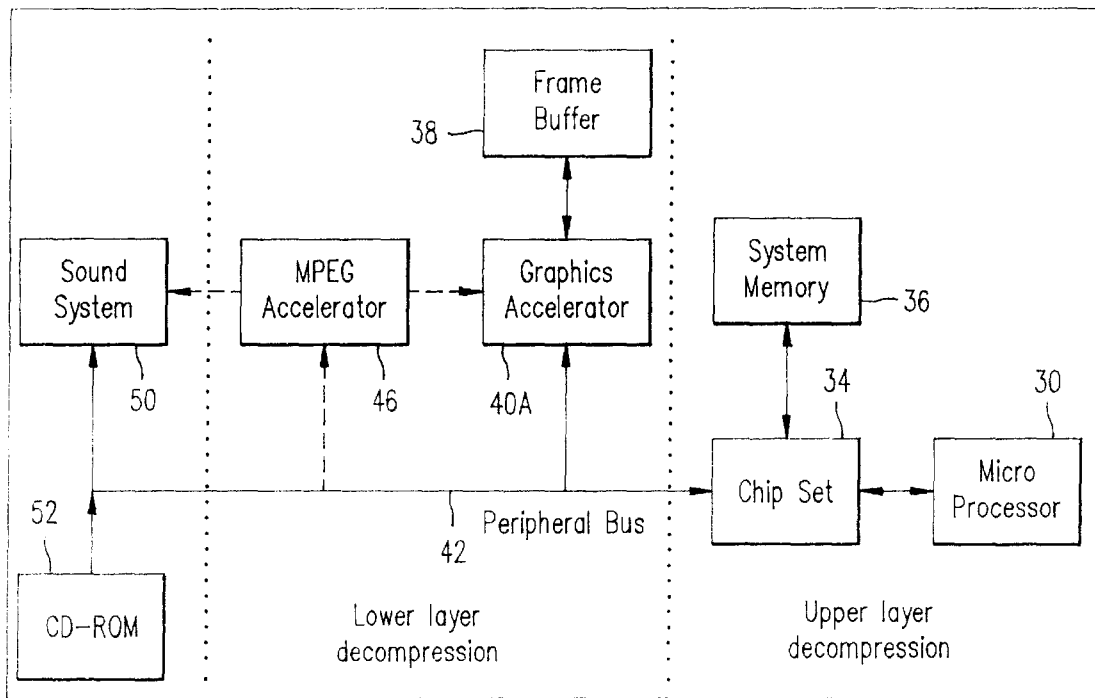 Frame
Buffer
38
Sound
System
MPEG
Accelerator
Graphics
Accelerator
System
Memory
36
50
46
40A
34
30
Chip Set
Micro
Processor
Peripheral Bus
42
52
CD-ROM
Lower layer
decompression
Upper layer
decompression